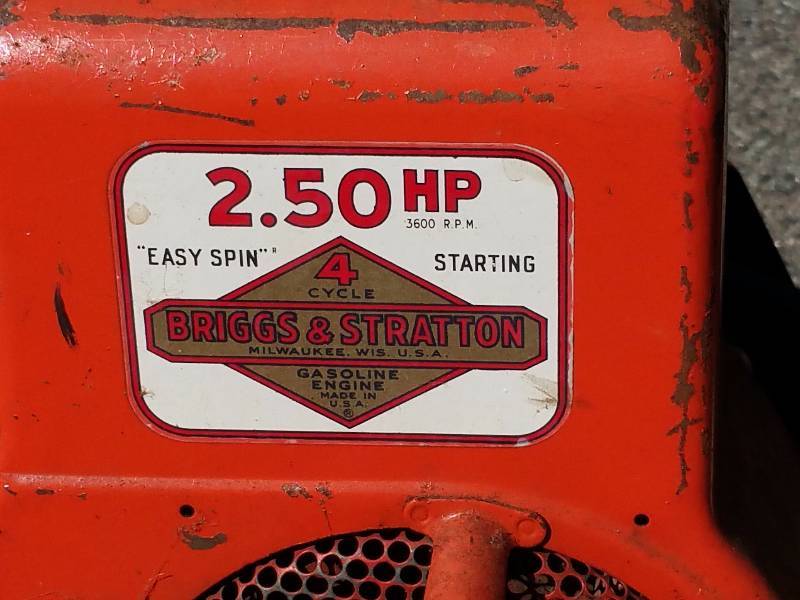 2.50 HP
3600 R.P.M.
"EASY SPIN"® STARTING
4
CYCLE
BRIGGS & STRATTON
MILWAUKEE, WIS. U.S.A.
GASOLINE
ENGINE
MADE IN
U.S.A.
®